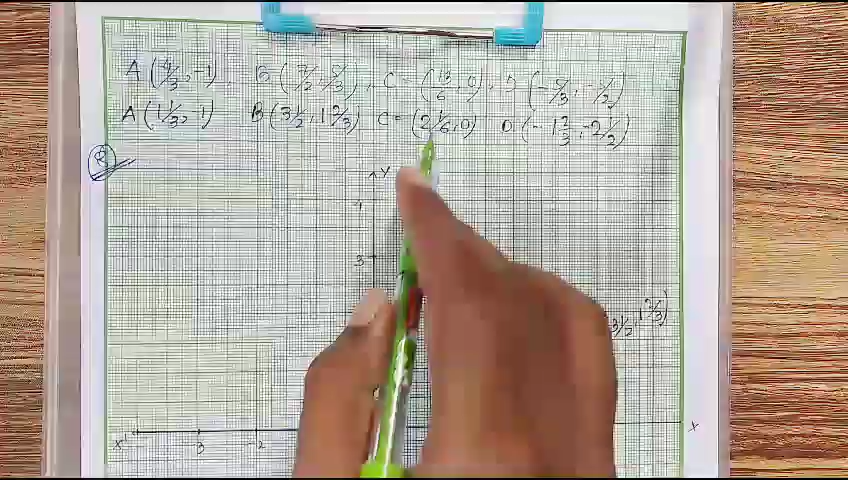 A (4/3, -1) B (7/2, 5/3), C = (13/6, 0), D (-5/3, -5/2)
A (1 1/3, -1) B (3 1/2, 1 2/3) C = (2 1/6, 0) D (-1 2/3, -2 1/2)
Y
4
3
3 1/2, 1 2/3)
X' -3 -2 X